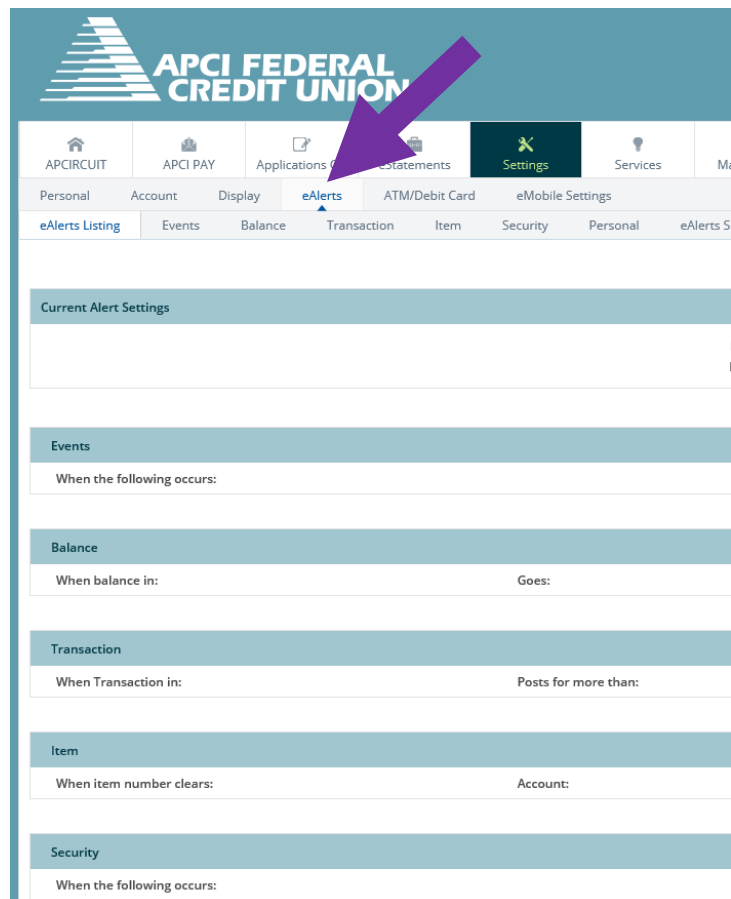 APCI FEDERAL
CREDIT UNION
APCIRCUIT APCI PAY Applications eStatements Settings Services
Personal Account Display eAlerts ATM/Debit Card eMobile Settings
eAlerts Listing Events Balance Transaction Item Security Personal eAlerts S
Current Alert Settings
Events
When the following occurs:
Balance
When balance in: Goes:
Transaction
When Transaction in: Posts for more than:
Item
When item number clears: Account:
Security
When the following occurs: